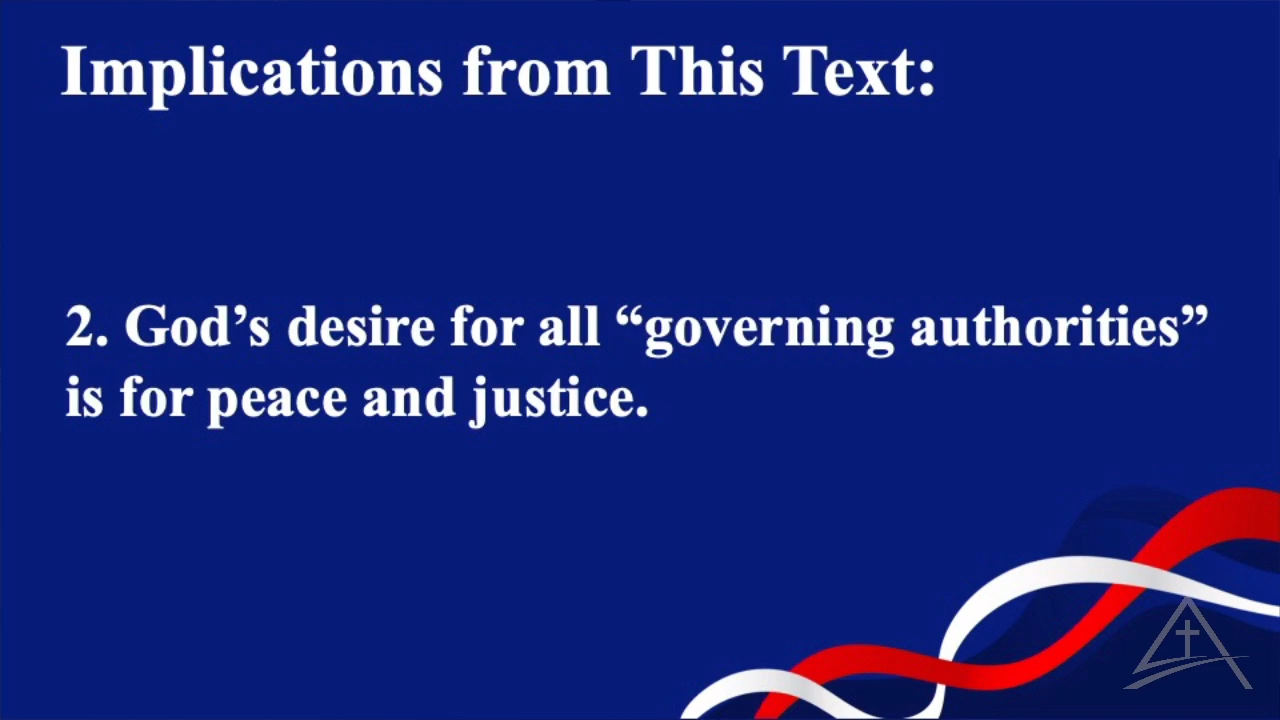 Implications from This Text:
2. God’s desire for all “governing authorities”
is for peace and justice.